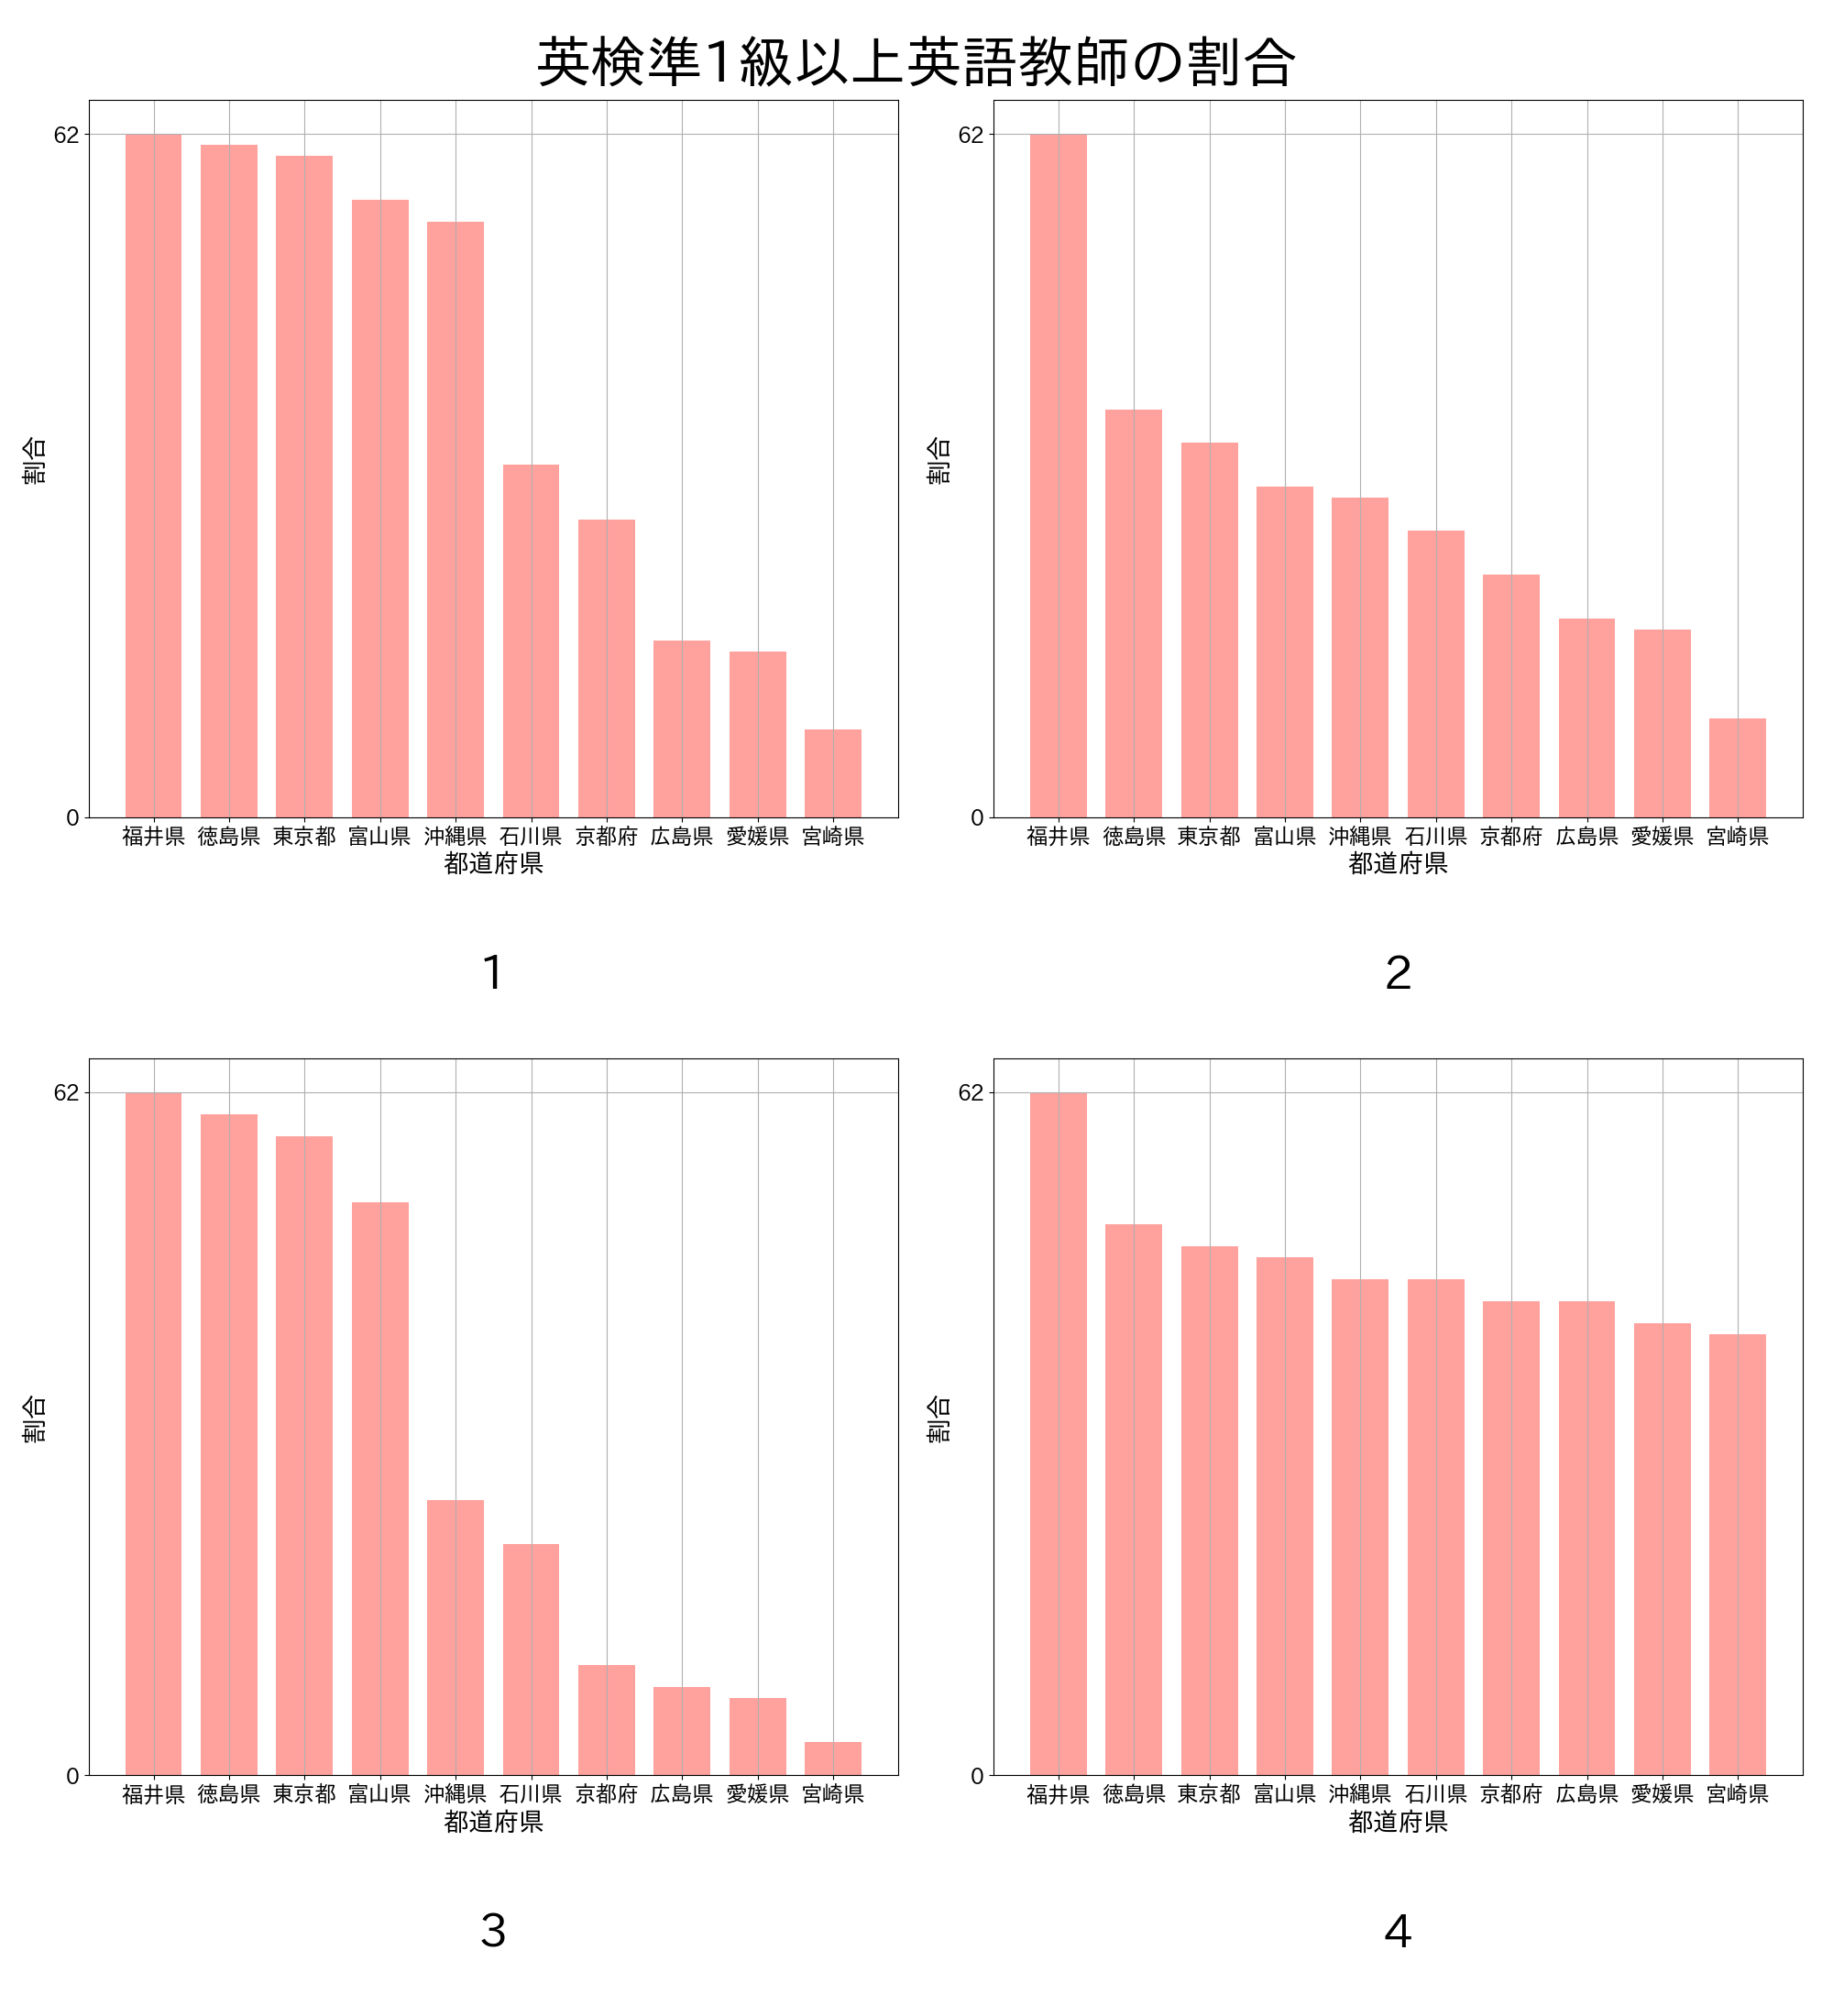 英検準1級以上英語教師の割合
62
割合
0
福井県 徳島県 東京都 富山県 沖縄県 石川県 京都府 広島県 愛媛県 宮崎県
都道府県
1
62
割合
0
福井県 徳島県 東京都 富山県 沖縄県 石川県 京都府 広島県 愛媛県 宮崎県
都道府県
2
62
割合
0
福井県 徳島県 東京都 富山県 沖縄県 石川県 京都府 広島県 愛媛県 宮崎県
都道府県
3
62
割合
0
福井県 徳島県 東京都 富山県 沖縄県 石川県 京都府 広島県 愛媛県 宮崎県
都道府県
4